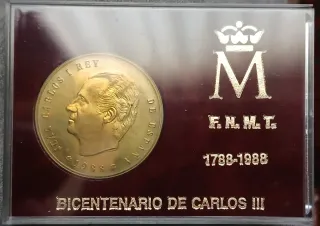 JUAN CARLOS I REY DE ESPAÑA
M
F.N.M.T.
1788-1988
BICENTENARIO DE CARLOS III